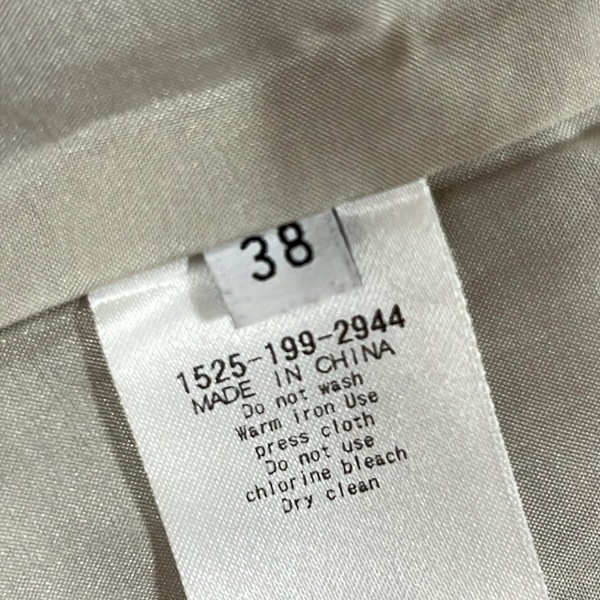 38
1525-199-2944
MADE IN CHINA
Do not wash
Warm iron Use
press cloth
Do not use
chlorine bleach
Dry clean